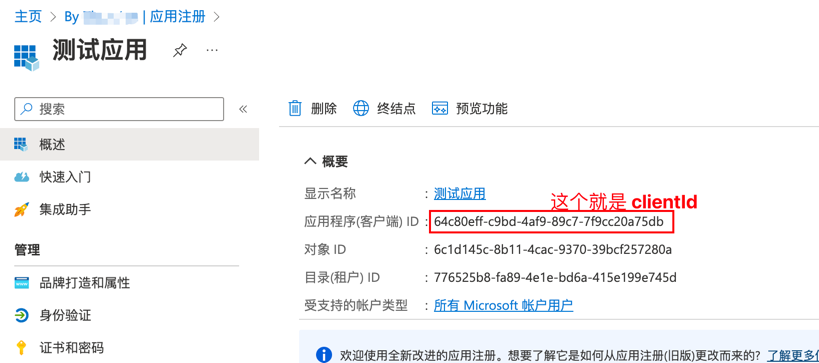 主页 > By | 应用注册 >
测试应用
搜索
概述
快速入门
集成助手
管理
品牌打造和属性
身份验证
证书和密码
删除 终结点 预览功能
概要
这个就是 clientId
显示名称 : 测试应用
应用程序(客户端) ID : 64c80eff-c9bd-4af9-89c7-7f9cc20a75db
对象 ID : 6c1d145c-8b11-4cac-9370-39bcf257280a
目录(租户) ID : 776525b8-fa89-4e1e-bd6a-415e199e745d
受支持的帐户类型 : 所有 Microsoft 帐户用户
欢迎使用全新改进的应用注册。想要了解它是如何从应用注册(旧版)更改而来的? 了解更多